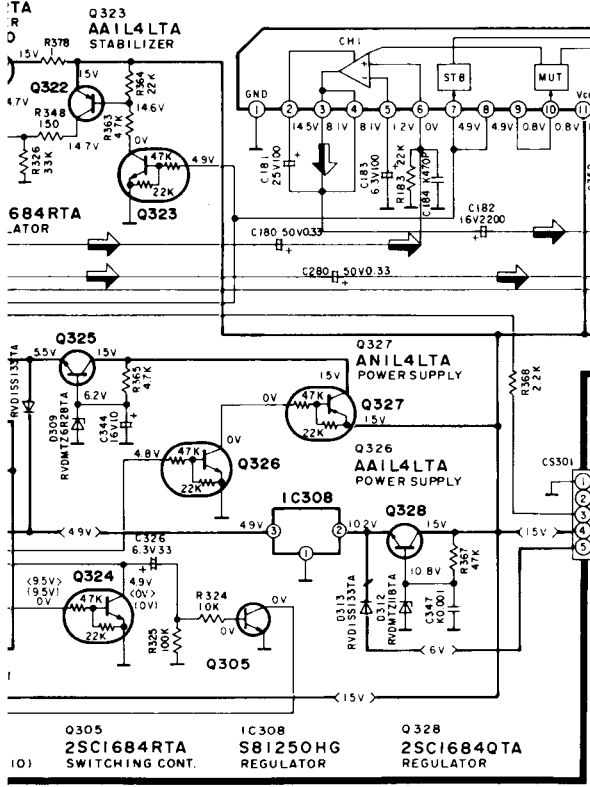 TA
Q323
AA1L4LTA
STABILIZER
R378
15V
15V
R364
22K
CH1
STB
MUT
GND
Vcc
Q322
14.6V
4.7V
R348
150
R363
4.7K
0V
14.7V
R326
33K
1
2
3
4
5
6
7
8
9
10
11
14.5V
8.1V
8.1V
1.2V
0V
4.9V
4.9V
0.8V
0.8V
47K
4.9V
22K
Q323
C181
25V100
C183
6.3V100
R183
22K
C184
K470P
C182
16V2200
1684RTA
LATOR
C180 50V0.33
C280 50V0.33
Q325
5.5V
15V
RVD1SS133TA
R365
4.7K
6.2V
D309
RVDMTZ6R2BTA
C344
16V10
Q327
AN1L4LTA
POWER SUPPLY
15V
0V
47K
Q327
22K
15V
R368
2.2K
4.8V
47K
0V
Q326
22K
Q326
AA1L4LTA
POWER SUPPLY
CS301
1
2
3
4
5
IC308
Q328
4.9V
4.9V
3
2
1
10.2V
15V
15V
C326
6.3V33
Q324
<9.5V>
(9.5V)
0V
47K
22K
4.9V
<0V>
(0V)
R325
100K
R324
10K
0V
0V
Q305
R367
47K
10.8V
D313
RVD1SS133TA
D312
RVDMTZ11BTA
C347
K0.001
6V
15V
Q305
2SC1684RTA
SWITCHING CONT.
IC308
S81250HG
REGULATOR
Q328
2SC1684QTA
REGULATOR
10)